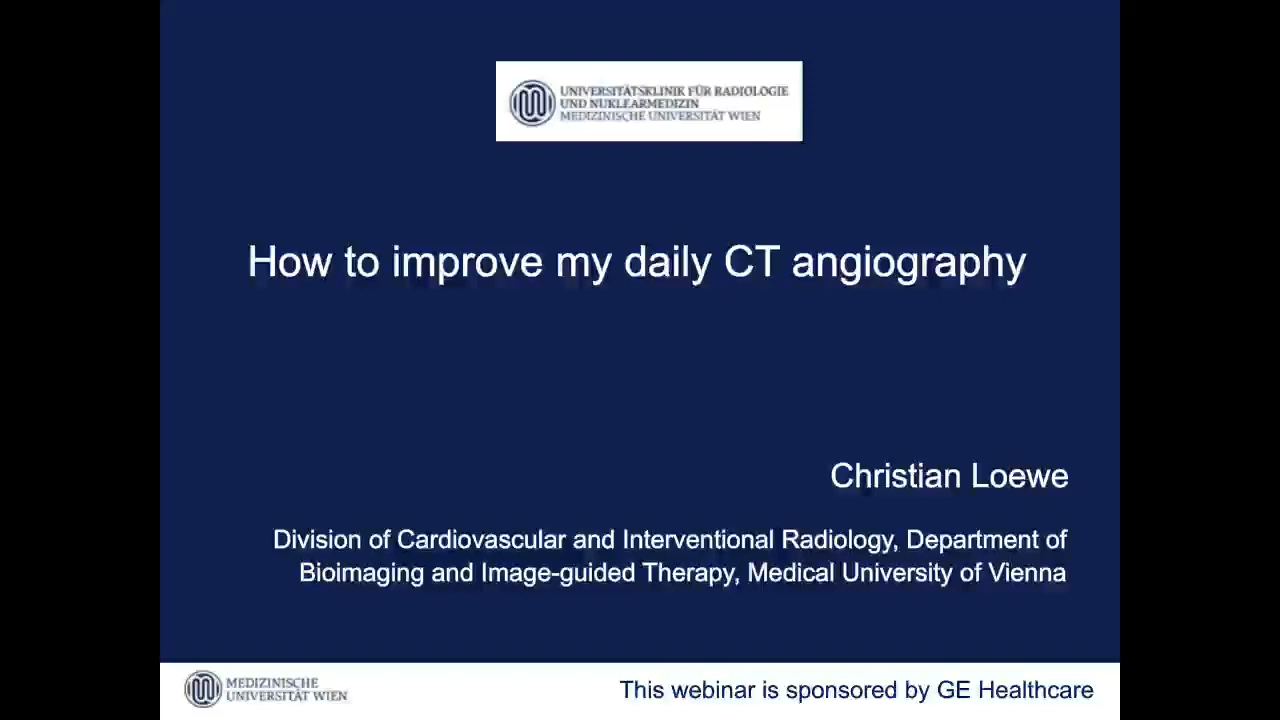 UNIVERSITÄTSKLINIK FÜR RADIOLOGIE
UND NUKLEARMEDIZIN
MEDIZINISCHE UNIVERSITÄT WIEN
How to improve my daily CT angiography
Christian Loewe
Division of Cardiovascular and Interventional Radiology, Department of
Bioimaging and Image-guided Therapy, Medical University of Vienna
MEDIZINISCHE
UNIVERSITÄT WIEN
This webinar is sponsored by GE Healthcare